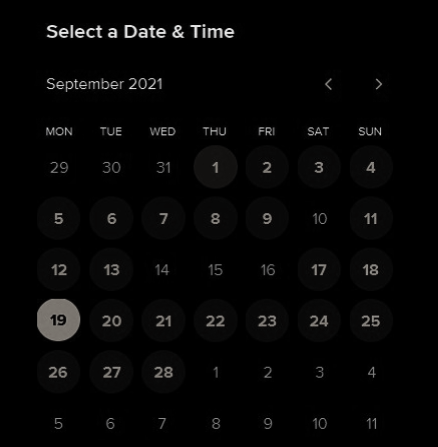 Select a Date & Time
September 2021
MON TUE WED THU FRI SAT SUN
29 30 31 1 2 3 4
5 6 7 8 9 10 11
12 13 14 15 16 17 18
19 20 21 22 23 24 25
26 27 28 1 2 3 4
5 6 7 8 9 10 11